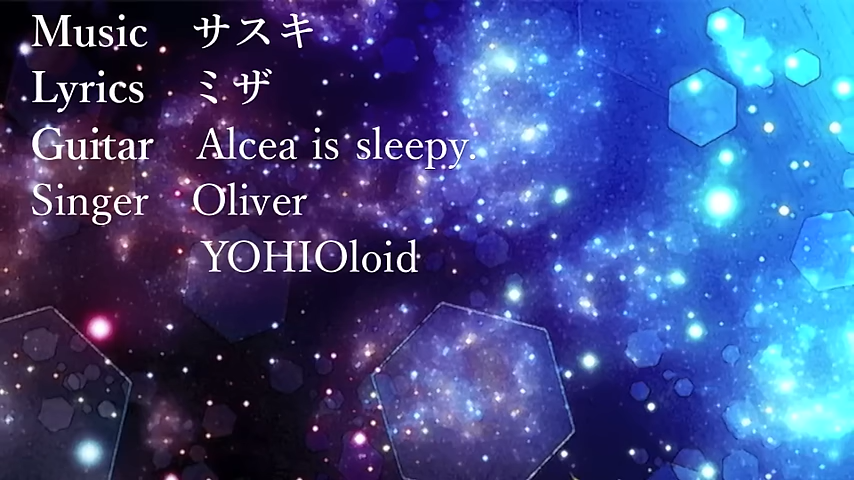 Music サスキ
Lyrics ミザ
Guitar Alcea is sleepy.
Singer Oliver
YOHIOloid